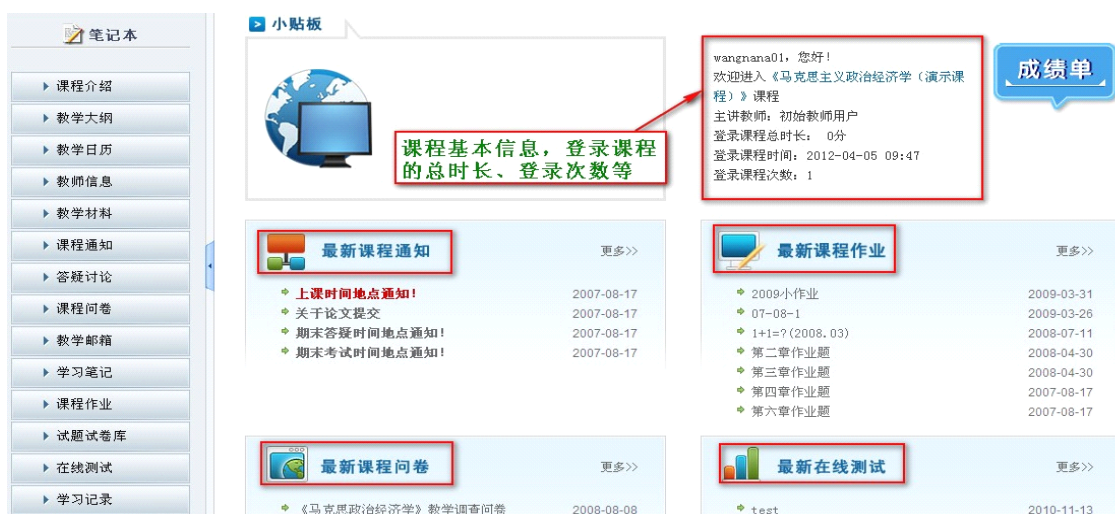 笔记本
课程介绍
教学大纲
教学日历
教师信息
教学材料
课程通知
答疑讨论
课程问卷
教学邮箱
学习笔记
课程作业
试题试卷库
在线测试
学习记录
小贴板
课程基本信息，登录课程
的总时长、登录次数等
wangnana01，您好！
欢迎进入《马克思主义政治经济学（演示课
程）》课程
主讲教师：初始教师用户
登录课程总时长： 0分
登录课程时间：2012-04-05 09:47
登录课程次数：1
成绩单
最新课程通知 更多>>
上课时间地点通知！ 2007-08-17
关于论文提交 2007-08-17
期末答疑时间地点通知！ 2007-08-17
期末考试时间地点通知！ 2007-08-17
最新课程作业 更多>>
2009小作业 2009-03-31
07-08-1 2009-03-26
1+1=?(2008.03) 2008-07-11
第二章作业题 2008-04-30
第三章作业题 2008-04-30
第四章作业题 2007-08-17
第六章作业题 2007-08-17
最新课程问卷 更多>>
《马克思政治经济学》教学调查问卷 2008-08-08
最新在线测试 更多>>
test 2010-11-13